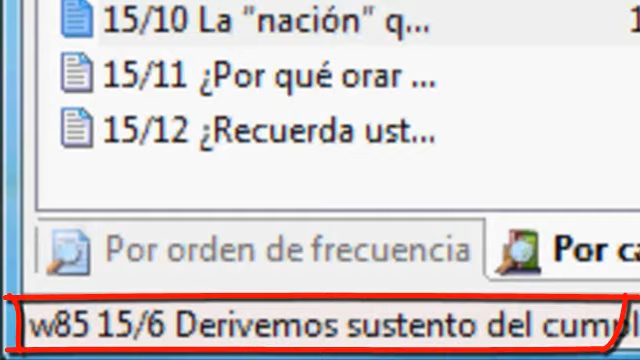 15/10 La "nación" q...
15/11 ¿Por qué orar ...
15/12 ¿Recuerda ust...
Por orden de frecuencia Por
w85 15/6 Derivemos sustento del